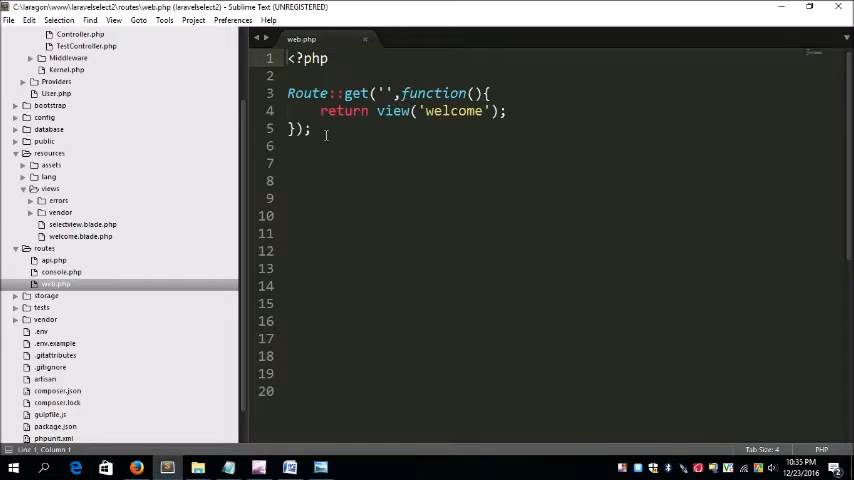 C:\laragon\www\laravelselect2\routes\web.php (laravelselect2) - Sublime Text (UNREGISTERED)
File Edit Selection Find View Goto Tools Project Preferences Help
Controller.php
TestController.php
Middleware
Kernel.php
Providers
User.php
bootstrap
config
database
public
resources
assets
lang
views
errors
vendor
selectview.blade.php
welcome.blade.php
routes
api.php
console.php
web.php
storage
tests
vendor
.env
.env.example
.gitattributes
.gitignore
artisan
composer.json
composer.lock
gulpfile.js
package.json
phpunit.xml
web.php
1 <?php
2
3 Route::get('',function(){
4 return view('welcome');
5 });
6
7
8
9
10
11
12
13
14
15
16
17
18
19
20
Line 1, Column 1
Tab Size: 4
PHP
10:35 PM
12/23/2016
2